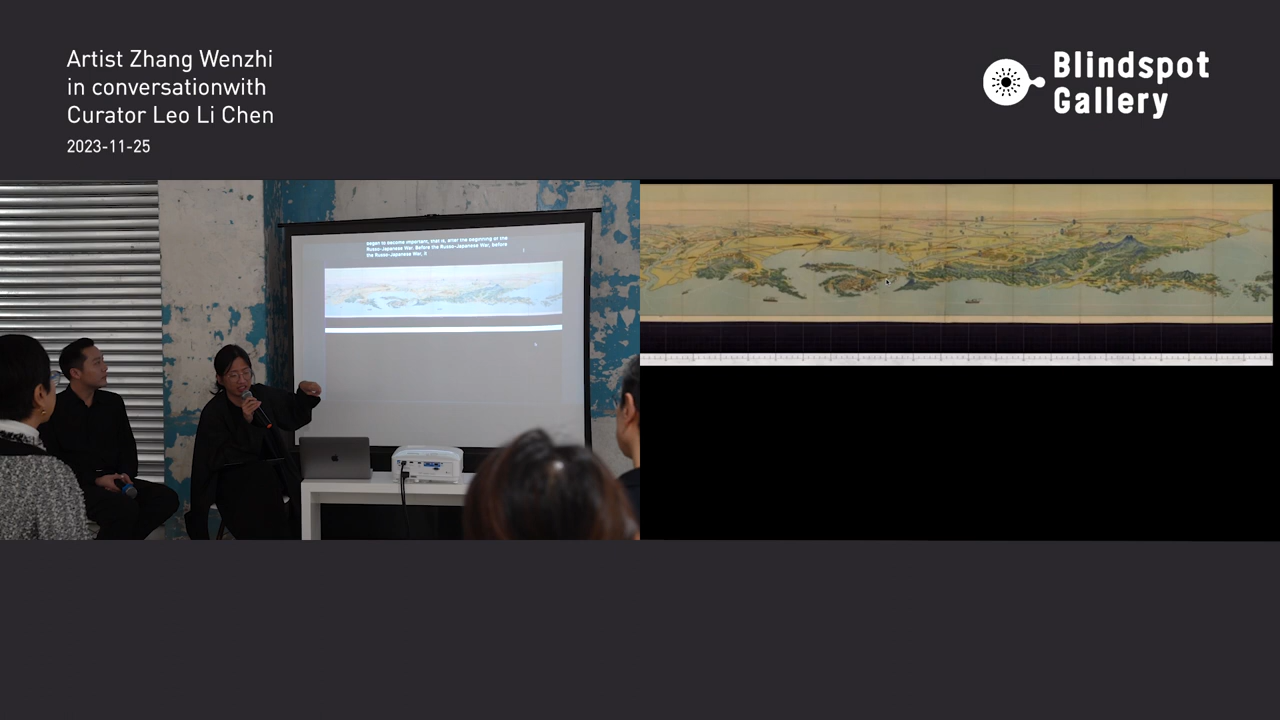 Artist Zhang Wenzhi
in conversationwith
Curator Leo Li Chen
2023-11-25
Blindspot
Gallery
began to become important, that is, after the beginning of the
Russo-Japanese War. Before the Russo-Japanese War, before
the Russo-Japanese War, it